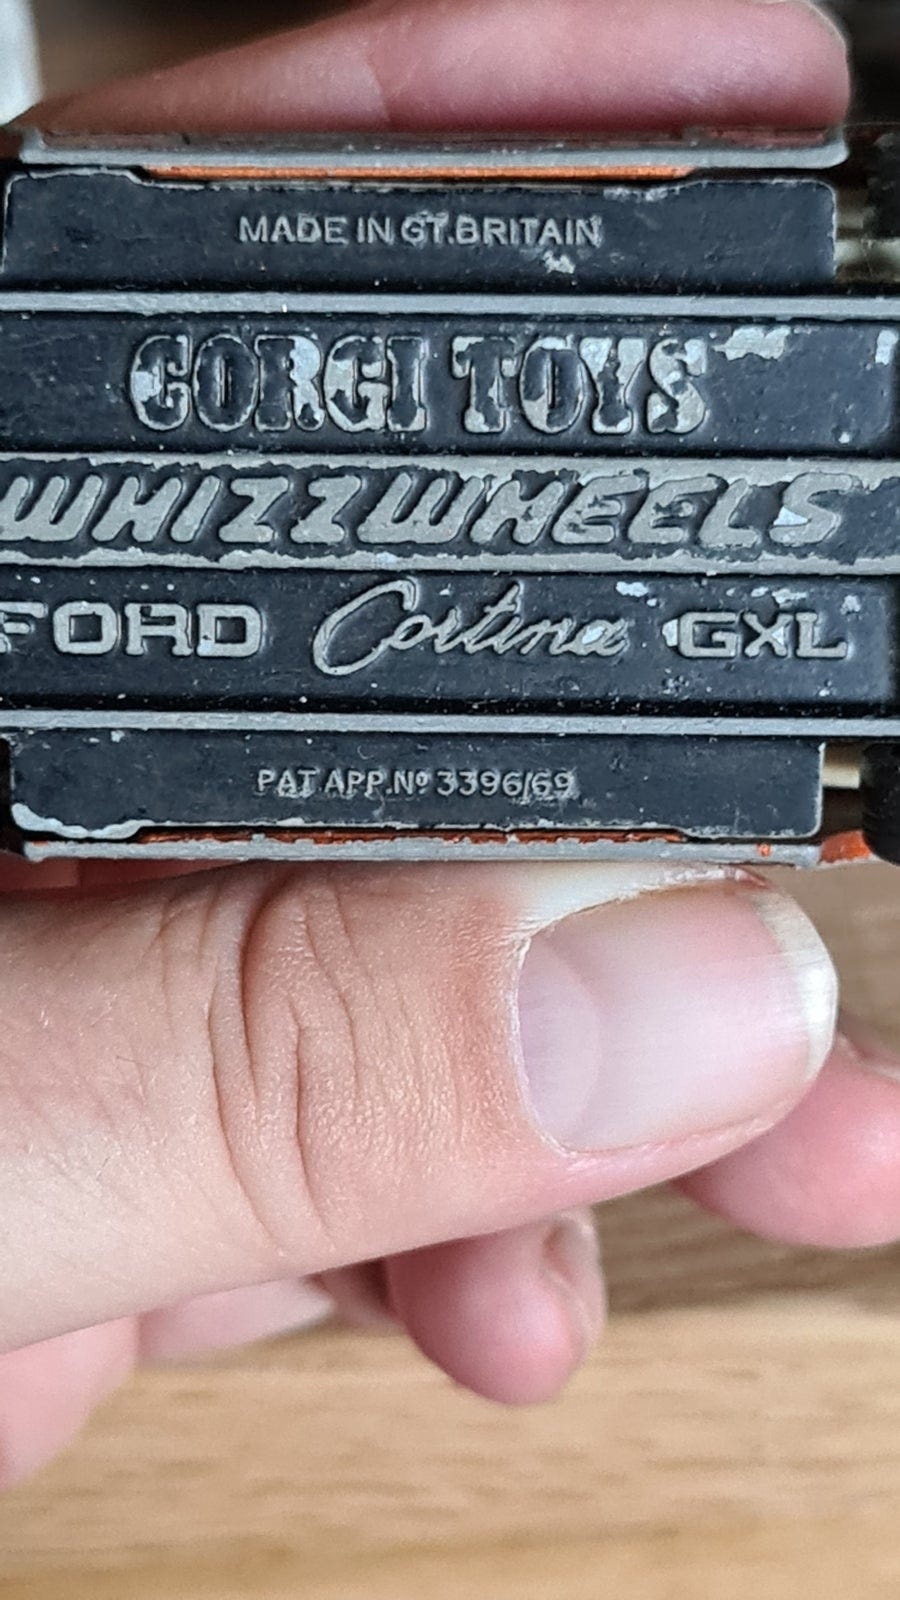 MADE IN GT.BRITAIN
CORGI TOYS
WHIZZWHEELS
FORD Cortina GXL
PAT APP.Nº 3396/69